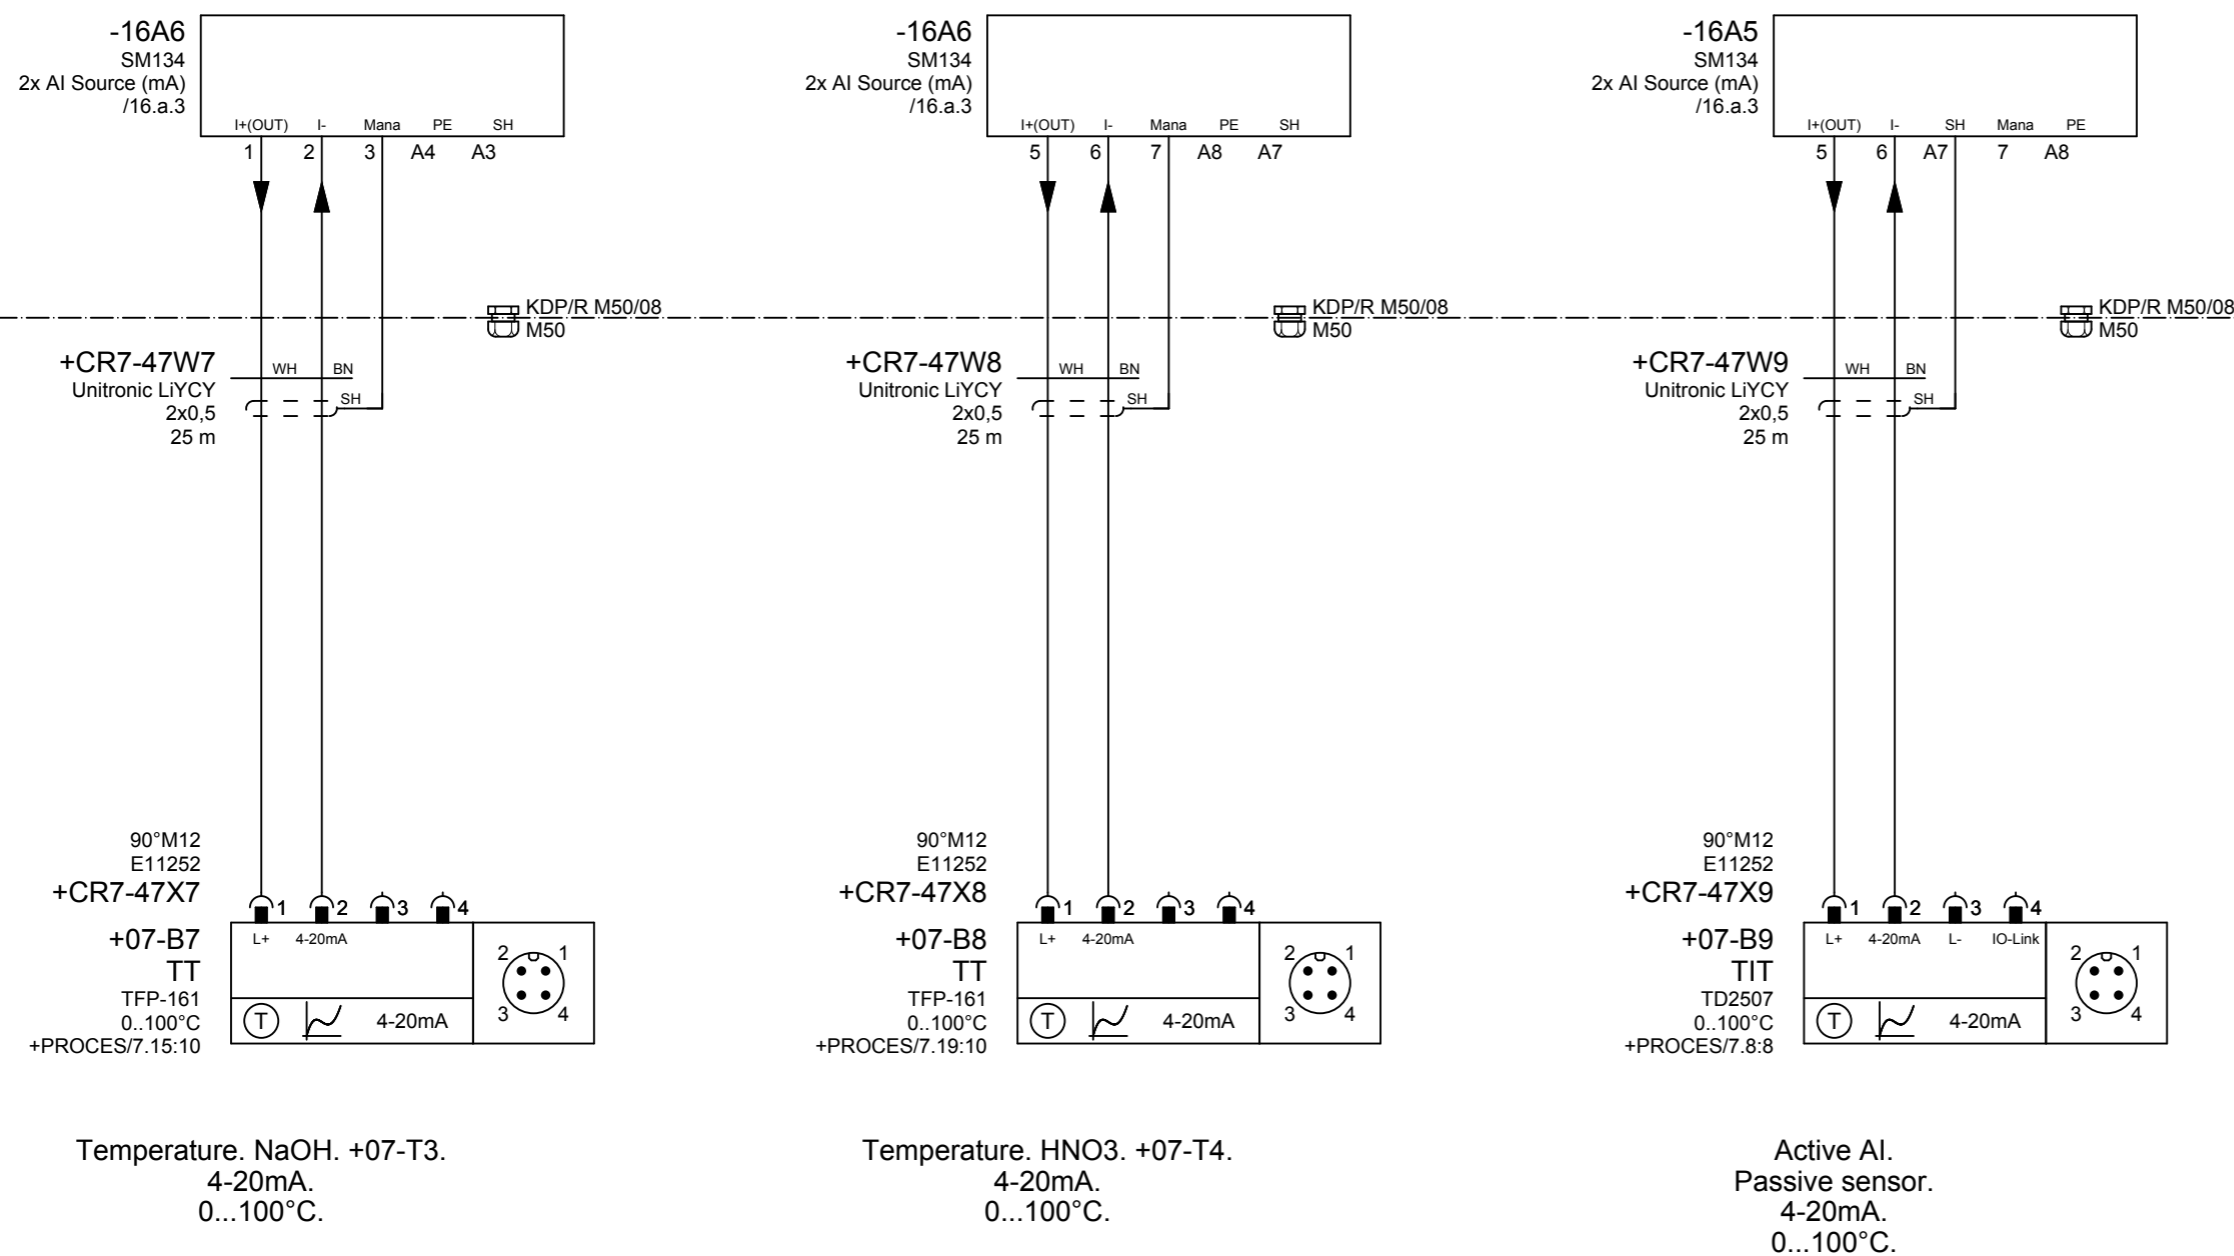 -16A6
SM134
2x AI Source (mA)
/16.a.3
I+(OUT) I- Mana PE SH
1 2 3 A4 A3
KDP/R M50/08
M50
+CR7-47W7
Unitronic LiYCY
2x0,5
25 m
WH BN
SH
90°M12
E11252
+CR7-47X7
1 2 3 4
+07-B7
TT
TFP-161
0..100°C
+PROCES/7.15:10
L+ 4-20mA
T 4-20mA
2 1
3 4
Temperature. NaOH. +07-T3.
4-20mA.
0...100°C.
-16A6
SM134
2x AI Source (mA)
/16.a.3
I+(OUT) I- Mana PE SH
5 6 7 A8 A7
KDP/R M50/08
M50
+CR7-47W8
Unitronic LiYCY
2x0,5
25 m
WH BN
SH
90°M12
E11252
+CR7-47X8
1 2 3 4
+07-B8
TT
TFP-161
0..100°C
+PROCES/7.19:10
L+ 4-20mA
T 4-20mA
2 1
3 4
Temperature. HNO3. +07-T4.
4-20mA.
0...100°C.
-16A5
SM134
2x AI Source (mA)
/16.a.3
I+(OUT) I- SH Mana PE
5 6 A7 7 A8
KDP/R M50/08
M50
+CR7-47W9
Unitronic LiYCY
2x0,5
25 m
WH BN
SH
90°M12
E11252
+CR7-47X9
1 2 3 4
+07-B9
TIT
TD2507
0..100°C
+PROCES/7.8:8
L+ 4-20mA L- IO-Link
T 4-20mA
2 1
3 4
Active AI.
Passive sensor.
4-20mA.
0...100°C.